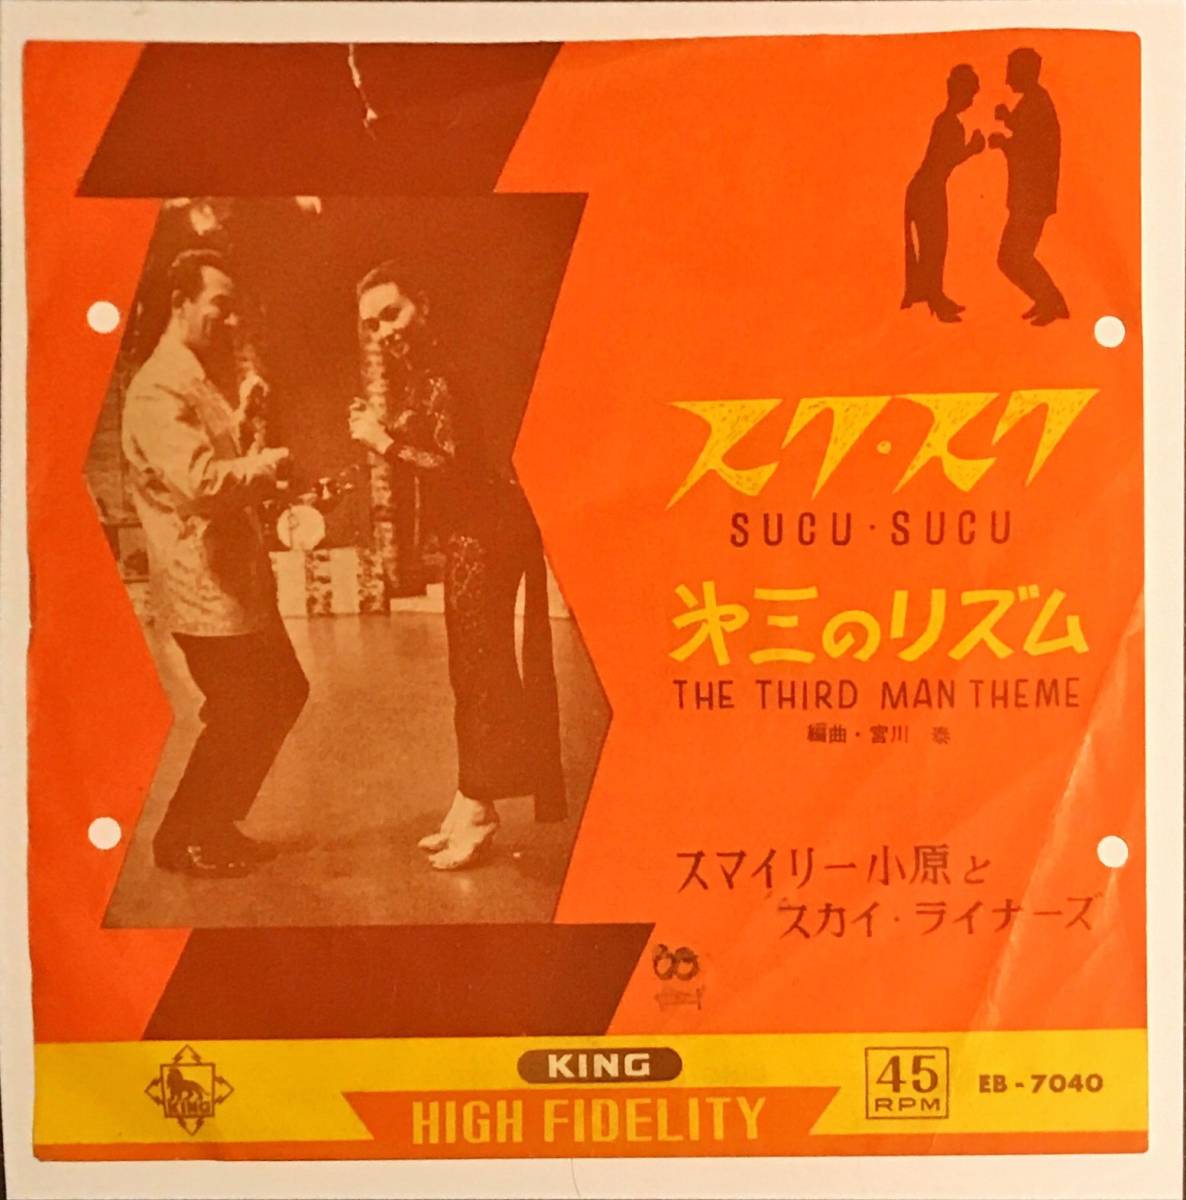 スク・スク
SUCU・SUCU
第三のリズム
THE THIRD MAN THEME
編曲・宮川 泰
スマイリー小原と
スカイ・ライナーズ
KING
KING
HIGH FIDELITY
45
RPM
EB-7040